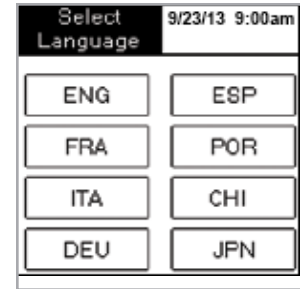 Select
Language
9/23/13 9:00am
ENG
ESP
FRA
POR
ITA
CHI
DEU
JPN